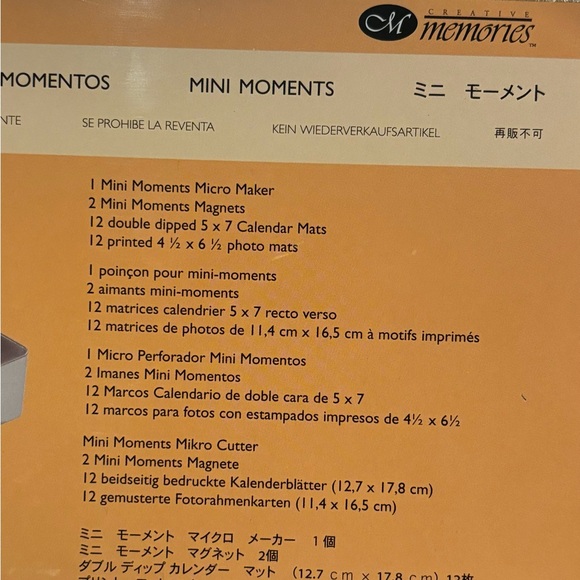 CREATIVE
memories™
MOMENTOS MINI MOMENTS ミニ モーメント
NTE SE PROHIBE LA REVENTA KEIN WIEDERVERKAUFSARTIKEL 再販不可
1 Mini Moments Micro Maker
2 Mini Moments Magnets
12 double dipped 5 x 7 Calendar Mats
12 printed 4 ½ x 6 ½ photo mats
1 poinçon pour mini-moments
2 aimants mini-moments
12 matrices calendrier 5 x 7 recto verso
12 matrices de photos de 11,4 cm x 16,5 cm à motifs imprimés
1 Micro Perforador Mini Momentos
2 Imanes Mini Momentos
12 Marcos Calendario de doble cara de 5 x 7
12 marcos para fotos con estampados impresos de 4½ x 6½
Mini Moments Mikro Cutter
2 Mini Moments Magnete
12 beidseitig bedruckte Kalenderblätter (12,7 x 17,8 cm)
12 gemusterte Fotorahmenkarten (11,4 x 16,5 cm)
ミニ モーメント マイクロ メーカー 1個
ミニ モーメント マグネット 2個
ダブル ディップ カレンダー マット (12.7 cm × 17.8 cm) 12枚